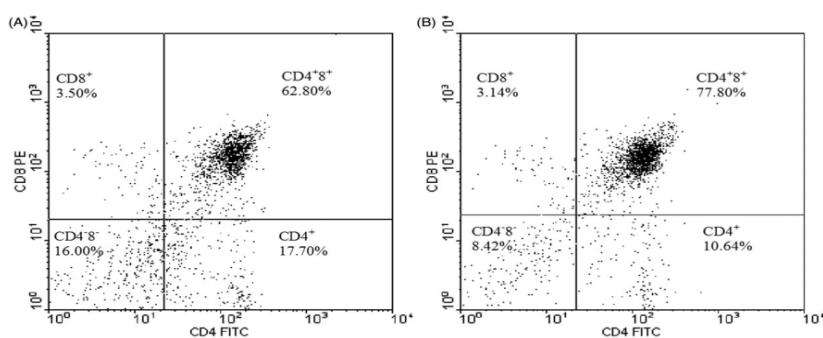 (A)
10⁴
10³
10²
10¹
10⁰
CD8 PE
CD8⁺
3.50%
CD4⁺8⁺
62.80%
CD4⁻8⁻
16.00%
CD4⁺
17.70%
10⁰ 10¹ 10² 10³ 10⁴
CD4 FITC
(B)
10⁴
10³
10²
10¹
10⁰
CD8 PE
CD8⁺
3.14%
CD4⁺8⁺
77.80%
CD4⁻8⁻
8.42%
CD4⁺
10.64%
10⁰ 10¹ 10² 10³ 10⁴
CD4 FITC